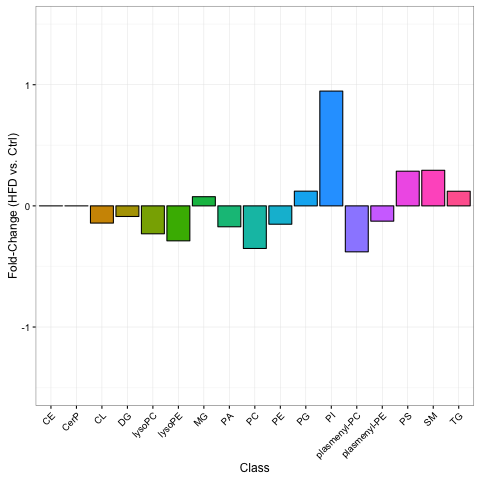 Fold-Change (HFD vs. Ctrl)
1
0
-1
CE
CerP
CL
DG
lysoPC
lysoPE
MG
PA
PC
PE
PG
PI
plasmenyl-PC
plasmenyl-PE
PS
SM
TG
Class